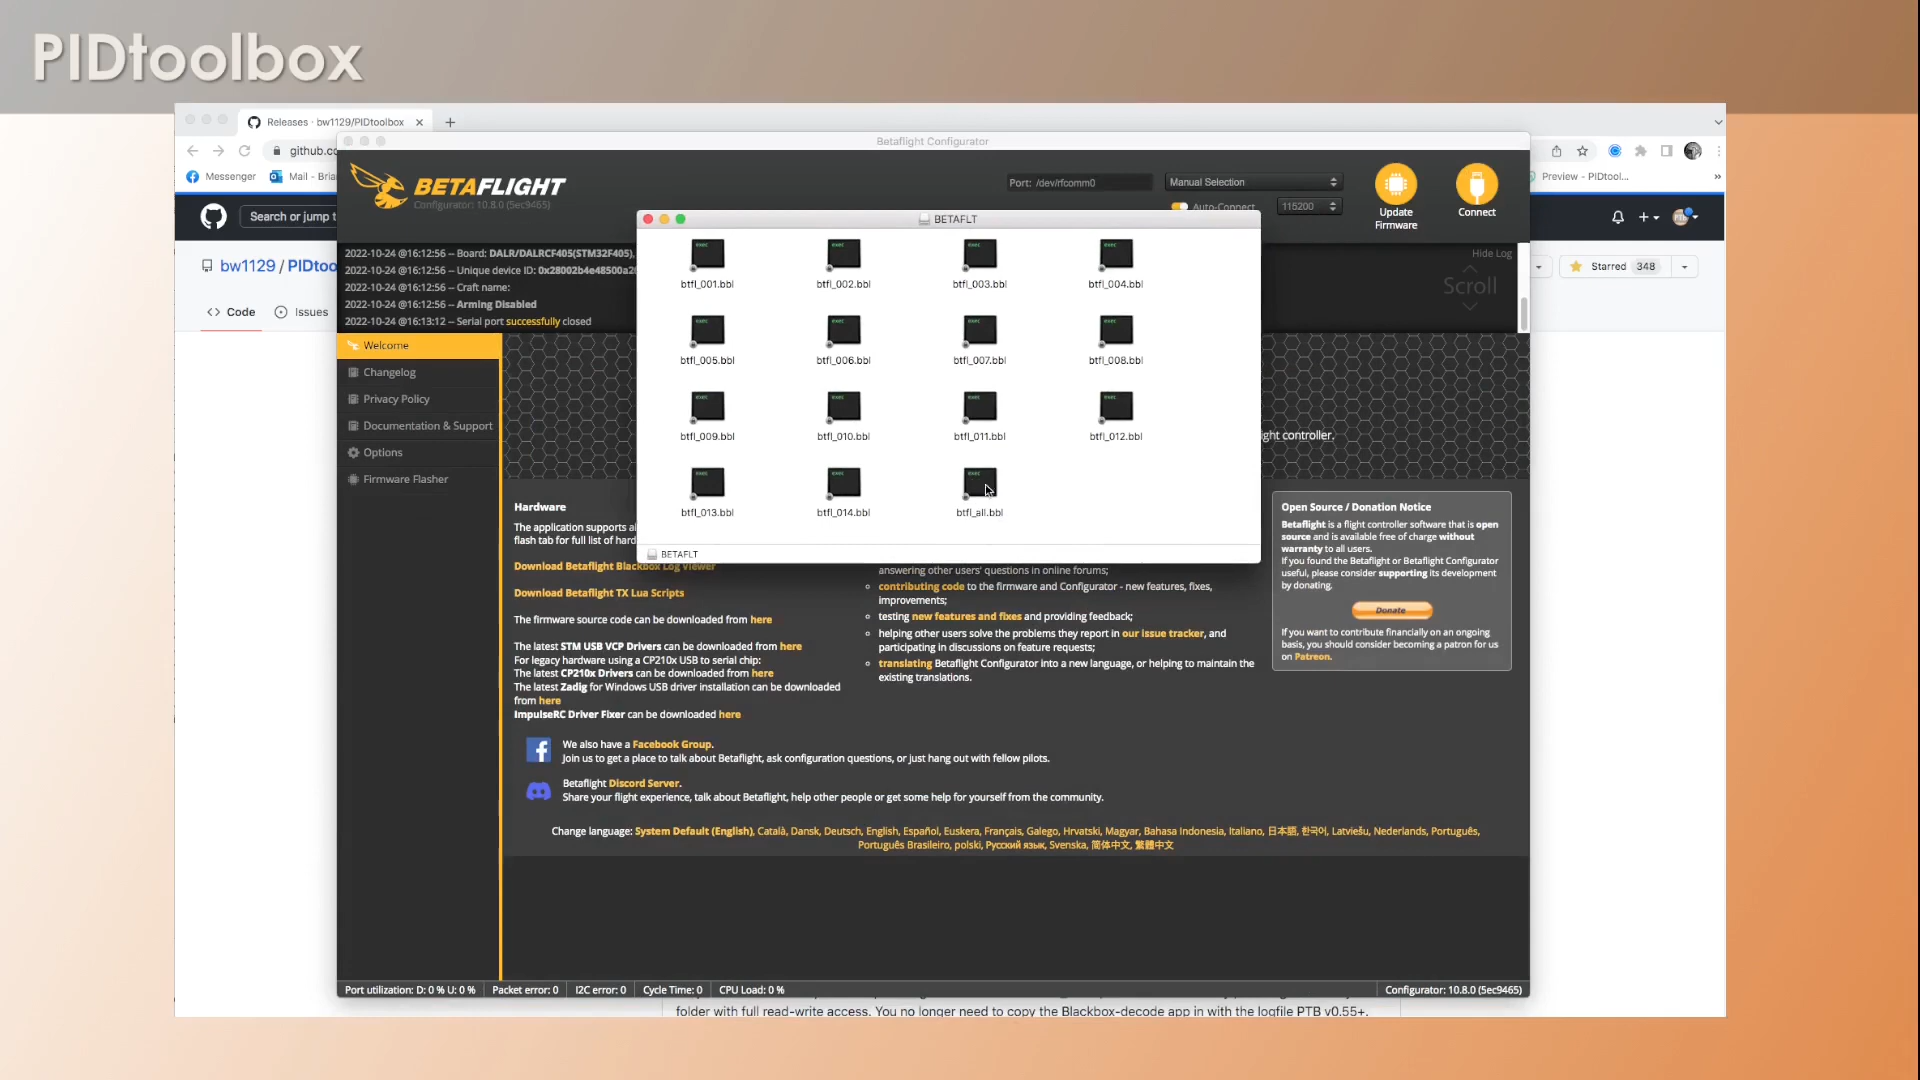 PIDtoolbox
Releases · bw1129/PIDtoolbox
Betaflight Configurator
github.co
Messenger
Mail - Bria
Preview - PIDtool...
BETAFLIGHT
Configurator: 10.8.0 (5ec9465)
Port: /dev/rfcomm0
Manual Selection
Auto-Connect
115200
Update
Firmware
Connect
Search or jump t
bw1129 / PIDtoo
Starred 348
Code
Issues
2022-10-24 @16:12:56 -- Board: DALR/DALRCF405(STM32F405),
2022-10-24 @16:12:56 -- Unique device ID: 0x28002b4e48500a20
2022-10-24 @16:12:56 -- Craft name:
2022-10-24 @16:12:56 -- Arming Disabled
2022-10-24 @16:13:12 -- Serial port successfully closed
Hide Log
Scroll
BETAFLT
btfl_001.bbl
btfl_002.bbl
btfl_003.bbl
btfl_004.bbl
btfl_005.bbl
btfl_006.bbl
btfl_007.bbl
btfl_008.bbl
btfl_009.bbl
btfl_010.bbl
btfl_011.bbl
btfl_012.bbl
btfl_013.bbl
btfl_014.bbl
btfl_all.bbl
BETAFLT
Welcome
Changelog
Privacy Policy
Documentation & Support
Options
Firmware Flasher
ight controller.
Hardware
The application supports al
flash tab for full list of hard
Download Betaflight Blackbox Log Viewer
Download Betaflight TX Lua Scripts
The firmware source code can be downloaded from here
The latest STM USB VCP Drivers can be downloaded from here
For legacy hardware using a CP210x USB to serial chip:
The latest CP210x Drivers can be downloaded from here
The latest Zadig for Windows USB driver installation can be downloaded
from here
ImpulseRC Driver Fixer can be downloaded here
answering other users' questions in online forums;
contributing code to the firmware and Configurator - new features, fixes,
improvements;
testing new features and fixes and providing feedback;
helping other users solve the problems they report in our issue tracker, and
participating in discussions on feature requests;
translating Betaflight Configurator into a new language, or helping to maintain the
existing translations.
Open Source / Donation Notice
Betaflight is a flight controller software that is open
source and is available free of charge without
warranty to all users.
If you found the Betaflight or Betaflight Configurator
useful, please consider supporting its development
by donating.
Donate
If you want to contribute financially on an ongoing
basis, you should consider becoming a patron for us
on Patreon.
We also have a Facebook Group.
Join us to get a place to talk about Betaflight, ask configuration questions, or just hang out with fellow pilots.
Betaflight Discord Server.
Share your flight experience, talk about Betaflight, help other people or get some help for yourself from the community.
Change language: System Default (English), Català, Dansk, Deutsch, English, Español, Euskera, Français, Galego, Hrvatski, Magyar, Bahasa Indonesia, Italiano, 日本語, 한국어, Latviešu, Nederlands, Português,
Português Brasileiro, polski, Русский язык, Svenska, 简体中文, 繁體中文
Port utilization: D: 0 % U: 0 %
Packet error: 0
I2C error: 0
Cycle Time: 0
CPU Load: 0 %
Configurator: 10.8.0 (5ec9465)
folder with full read-write access. You no longer need to copy the Blackbox-decode app in with the logfile PTB v0.55+.